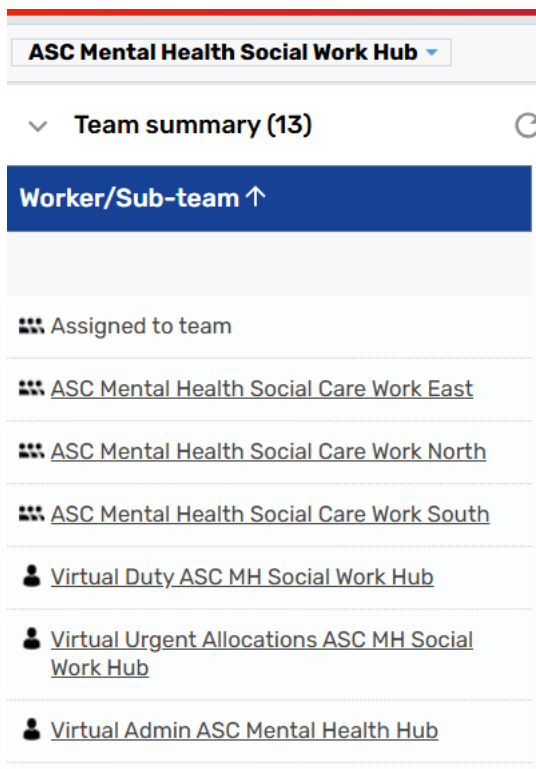 ASC Mental Health Social Work Hub
Team summary (13)
Worker/Sub-team ↑
Assigned to team
ASC Mental Health Social Care Work East
ASC Mental Health Social Care Work North
ASC Mental Health Social Care Work South
Virtual Duty ASC MH Social Work Hub
Virtual Urgent Allocations ASC MH Social
Work Hub
Virtual Admin ASC Mental Health Hub